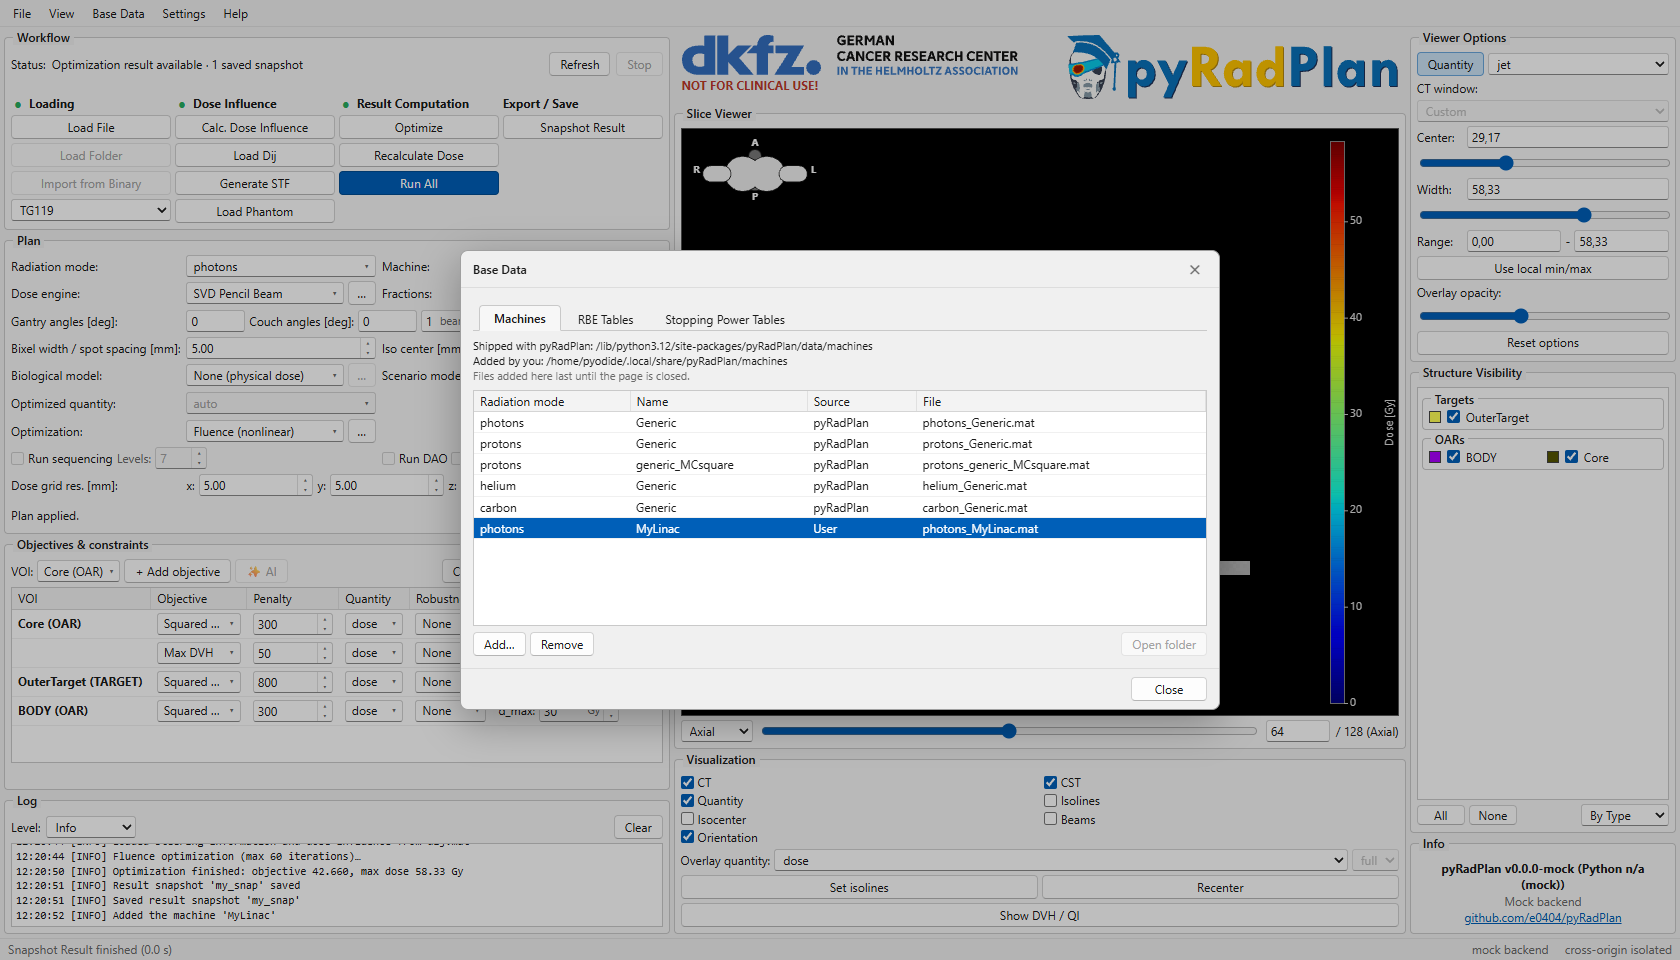 File View Base Data Settings Help
Workflow
Status: Optimization result available · 1 saved snapshot
Refresh
Stop
Loading
Dose Influence
Result Computation
Export / Save
Load File
Calc. Dose Influence
Optimize
Snapshot Result
Load Folder
Load Dij
Recalculate Dose
Import from Binary
Generate STF
Run All
TG119
Load Phantom
Plan
Radiation mode: photons Machine:
Dose engine: SVD Pencil Beam ... Fractions:
Gantry angles [deg]: 0 Couch angles [deg]: 0 1
Bixel width / spot spacing [mm]: 5.00 Iso center [mm
Biological model: None (physical dose) ... Scenario mode
Optimized quantity: auto
Optimization: Fluence (nonlinear) ...
Run sequencing Levels: 7 Run DAO
Dose grid res. [mm]: x: 5.00 y: 5.00 z:
Plan applied.
Objectives & constraints
VOI: Core (OAR) + Add objective AI
VOI Objective Penalty Quantity Robustn
Core (OAR) Squared ... 300 dose None
Max DVH 50 dose None
OuterTarget (TARGET) Squared ... 800 dose None
BODY (OAR) Squared ... 300 dose None d_max: 30 Gy
Log
Level: Info
Clear
12:20:44 [INFO] Fluence optimization (max 60 iterations)…
12:20:50 [INFO] Optimization finished: objective 42.660, max dose 58.33 Gy
12:20:51 [INFO] Result snapshot 'my_snap' saved
12:20:51 [INFO] Saved result snapshot 'my_snap'
12:20:52 [INFO] Added the machine 'MyLinac'
Snapshot Result finished (0.0 s)
dkfz.
GERMAN
CANCER RESEARCH CENTER
IN THE HELMHOLTZ ASSOCIATION
NOT FOR CLINICAL USE!
pyRadPlan
Slice Viewer
A
R
L
P
50
40
30
20
10
0
Dose [Gy]
Base Data
Machines
RBE Tables
Stopping Power Tables
Shipped with pyRadPlan: /lib/python3.12/site-packages/pyRadPlan/data/machines
Added by you: /home/pyodide/.local/share/pyRadPlan/machines
Files added here last until the page is closed.
Radiation mode Name Source File
photons Generic pyRadPlan photons_Generic.mat
protons Generic pyRadPlan protons_Generic.mat
protons generic_MCsquare pyRadPlan protons_generic_MCsquare.mat
helium Generic pyRadPlan helium_Generic.mat
carbon Generic pyRadPlan carbon_Generic.mat
photons MyLinac User photons_MyLinac.mat
Add...
Remove
Open folder
Close
Axial
64
/ 128 (Axial)
Visualization
CT
CST
Quantity
Isolines
Isocenter
Beams
Orientation
Overlay quantity: dose full
Set isolines
Recenter
Show DVH / QI
Viewer Options
Quantity
jet
CT window:
Custom
Center: 29,17
Width: 58,33
Range: 0,00 - 58,33
Use local min/max
Overlay opacity:
Reset options
Structure Visibility
Targets
OuterTarget
OARs
BODY
Core
All
None
By Type
Info
pyRadPlan v0.0.0-mock (Python n/a
(mock))
Mock backend
github.com/e0404/pyRadPlan
mock backend cross-origin isolated